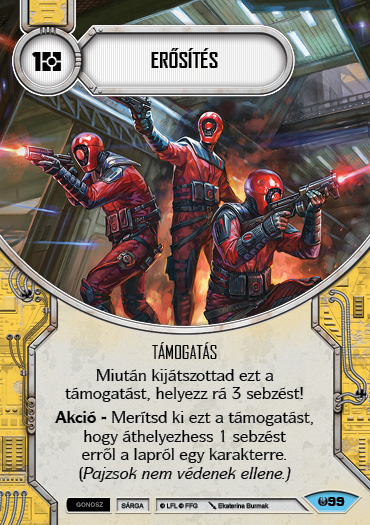 1
ERŐSÍTÉS
TÁMOGATÁS
Miután kijátszottad ezt a
támogatást, helyezz rá 3 sebzést!
Akció - Merítsd ki ezt a támogatást,
hogy áthelyezhess 1 sebzést
erről a lapról egy karakterre.
(Pajzsok nem védenek ellene.)
GONOSZ SÁRGA © LFL © FFG Ekaterina Burmak 99